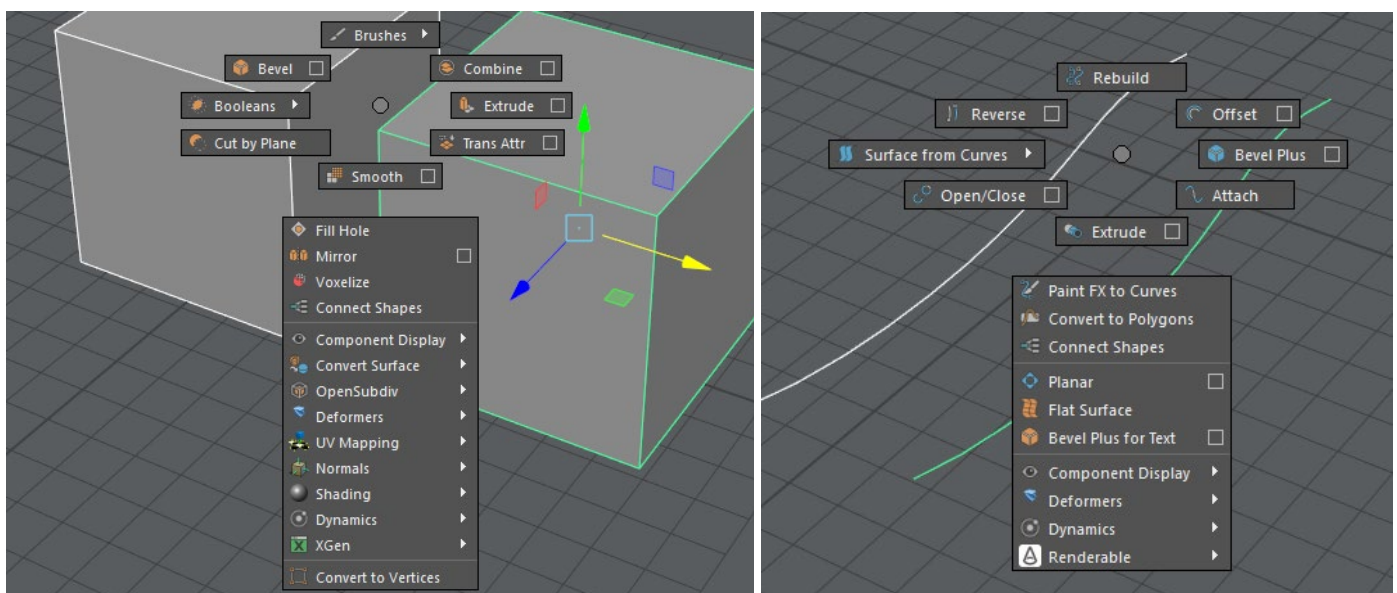 Brushes
Bevel
Combine
Booleans
Extrude
Cut by Plane
Trans Attr
Smooth
Fill Hole
Mirror
Voxelize
Connect Shapes
Component Display
Convert Surface
OpenSubdiv
Deformers
UV Mapping
Normals
Shading
Dynamics
XGen
Convert to Vertices
Rebuild
Reverse
Offset
Surface from Curves
Bevel Plus
Open/Close
Attach
Extrude
Paint FX to Curves
Convert to Polygons
Connect Shapes
Planar
Flat Surface
Bevel Plus for Text
Component Display
Deformers
Dynamics
Renderable